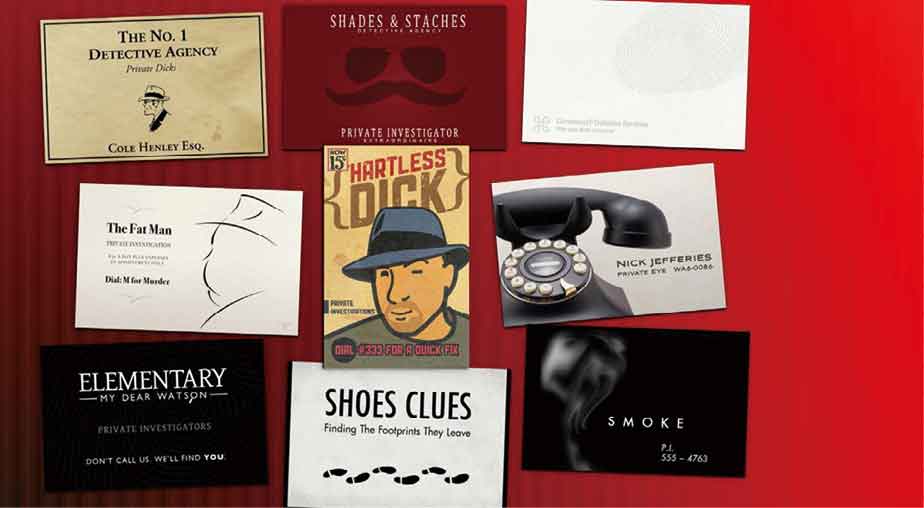 THE NO. 1
DETECTIVE AGENCY
Private Dicks
COLE HENLEY ESQ.
SHADES & STACHES
DETECTIVE AGENCY
PRIVATE INVESTIGATOR
EXTRAORDINAIRE
The Fat Man
PRIVATE INVESTIGATION
Dial: M for Murder
NOW
15¢
HARTLESS
DICK
PRIVATE
INVESTIGATIONS
DIAL #333 FOR A QUICK FIX
NICK JEFFERIES
PRIVATE EYE WA6-0086
ELEMENTARY
MY DEAR WATSON
PRIVATE INVESTIGATORS
DON'T CALL US. WE'LL FIND YOU.
SHOES CLUES
Finding The Footprints They Leave
SMOKE
P.I.
555 – 4763